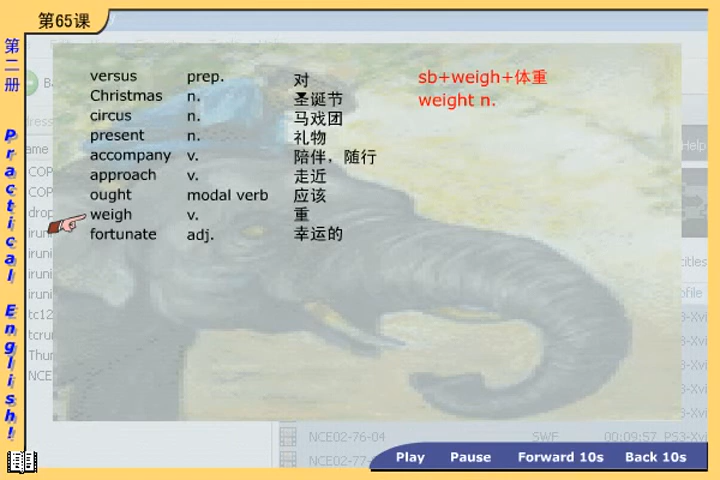 第65课
第二册
Practical English!
versus prep. 对
Christmas n. 圣诞节
circus n. 马戏团
present n. 礼物
accompany v. 陪伴，随行
approach v. 走近
ought modal verb 应该
weigh v. 重
fortunate adj. 幸运的
sb+weigh+体重
weight n.
NCE02-76-04 SWF 00:09:57 PS3-Xvi
NCE02-77-
Play Pause Forward 10s Back 10s